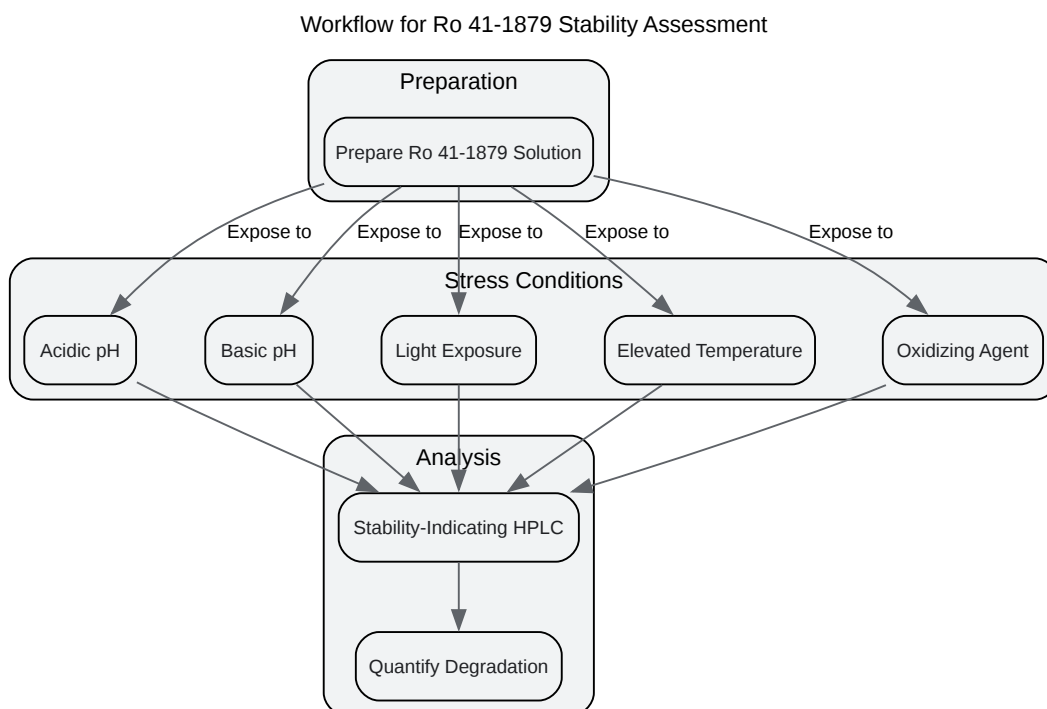 Workflow for Ro 41-1879 Stability Assessment
Preparation
Prepare Ro 41-1879 Solution
Expose to Expose to Expose to Expose to Expose to
Stress Conditions
Acidic pH Basic pH Light Exposure Elevated Temperature Oxidizing Agent
Analysis
Stability-Indicating HPLC
Quantify Degradation